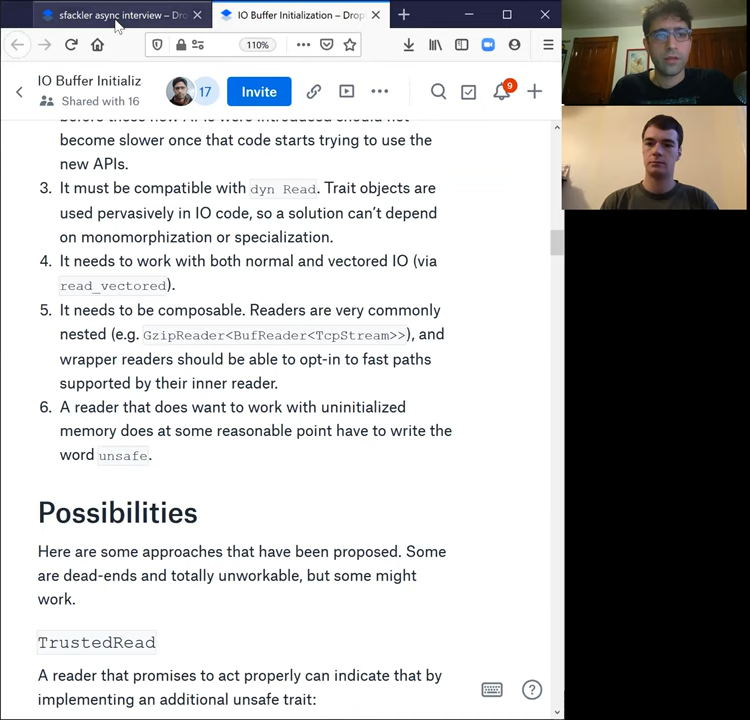 sfackler async interview – Dro
IO Buffer Initialization – Drop
110%
IO Buffer Initializ
Shared with 16
17
Invite
9
before these new APIs were introduced should not
become slower once that code starts trying to use the
new APIs.
3. It must be compatible with dyn Read. Trait objects are
used pervasively in IO code, so a solution can't depend
on monomorphization or specialization.
4. It needs to work with both normal and vectored IO (via
read_vectored).
5. It needs to be composable. Readers are very commonly
nested (e.g. GzipReader<BufReader<TcpStream>>), and
wrapper readers should be able to opt-in to fast paths
supported by their inner reader.
6. A reader that does want to work with uninitialized
memory does at some reasonable point have to write the
word unsafe.
Possibilities
Here are some approaches that have been proposed. Some
are dead-ends and totally unworkable, but some might
work.
TrustedRead
A reader that promises to act properly can indicate that by
implementing an additional unsafe trait: